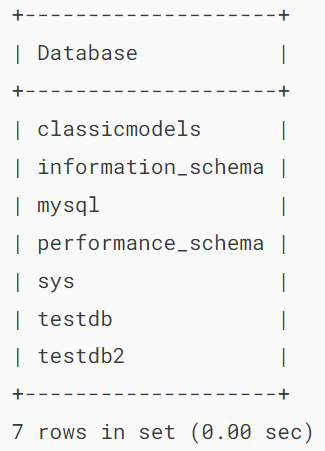 +--------------------+
| Database           |
+--------------------+
| classicmodels      |
| information_schema |
| mysql              |
| performance_schema |
| sys                |
| testdb             |
| testdb2            |
+--------------------+
7 rows in set (0.00 sec)